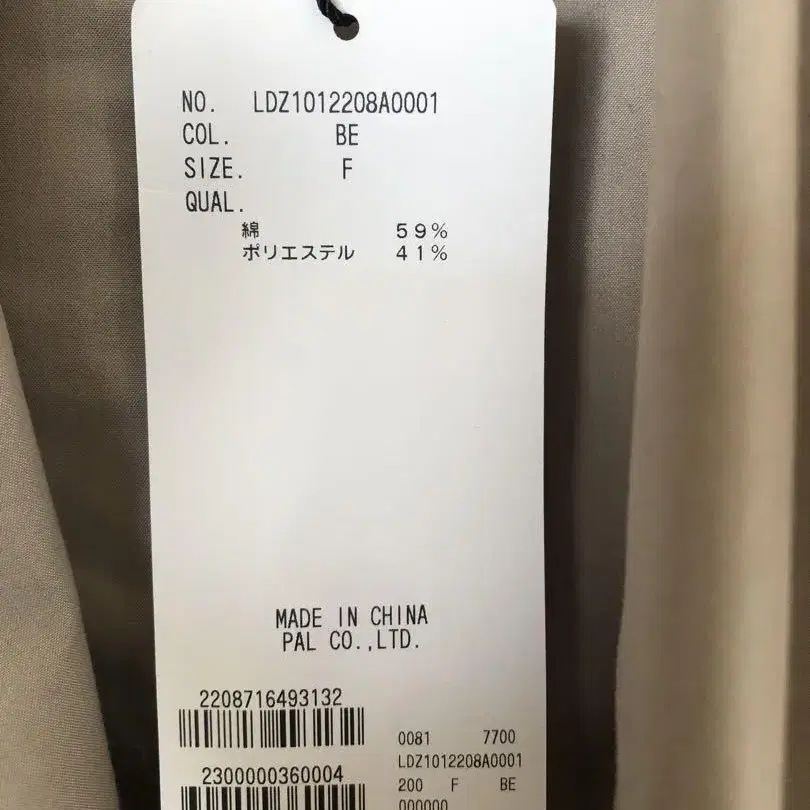 NO. LDZ1012208A0001
COL. BE
SIZE. F
QUAL.
綿 59%
ポリエステル 41%
MADE IN CHINA
PAL CO.,LTD.
2208716493132
0081 7700
LDZ1012208A0001
2300000360004
200 F BE
000000